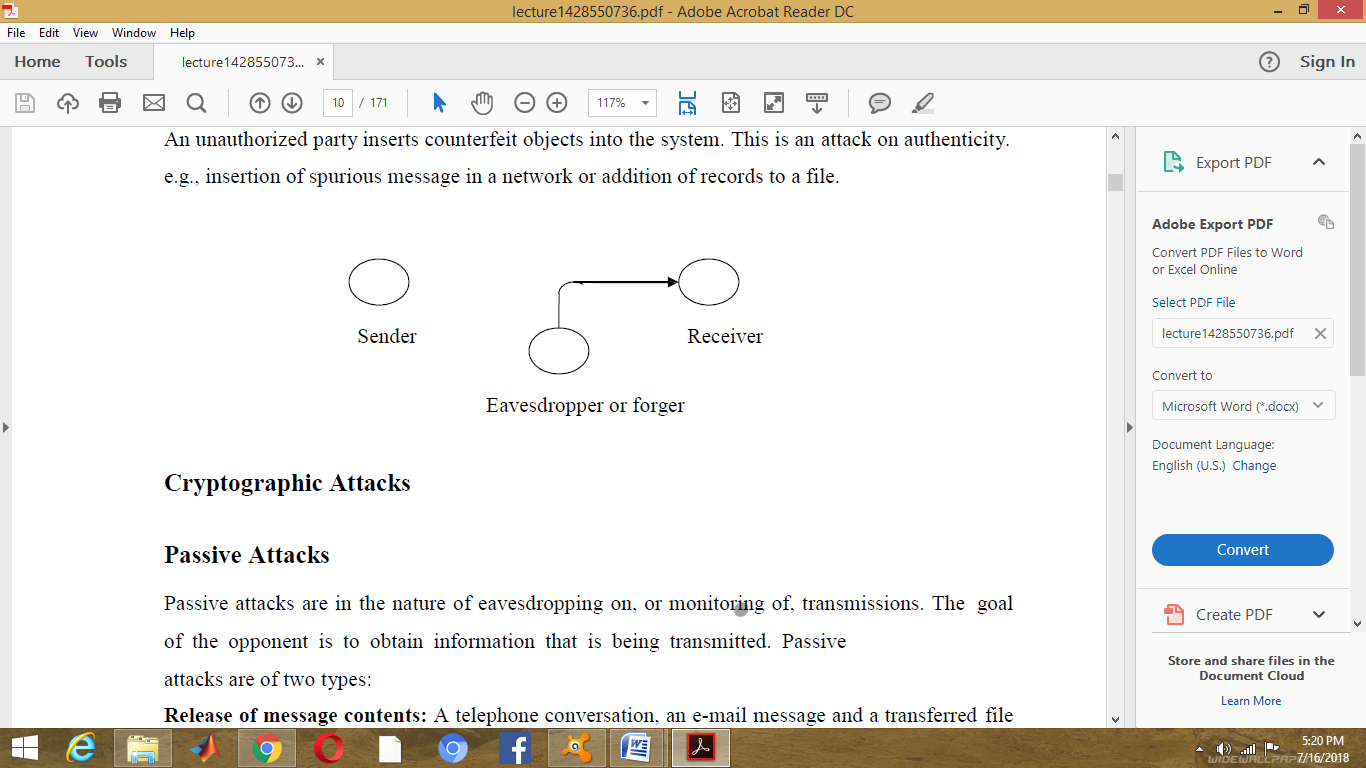 lecture1428550736.pdf - Adobe Acrobat Reader DC
File Edit View Window Help
Home Tools lecture142855073... × Sign In
10 / 171 117%
An unauthorized party inserts counterfeit objects into the system. This is an attack on authenticity.
e.g., insertion of spurious message in a network or addition of records to a file.
Sender Receiver
Eavesdropper or forger
Cryptographic Attacks
Passive Attacks
Passive attacks are in the nature of eavesdropping on, or monitoring of, transmissions. The goal
of the opponent is to obtain information that is being transmitted. Passive
attacks are of two types:
Release of message contents: A telephone conversation, an e-mail message and a transferred file
Export PDF
Adobe Export PDF
Convert PDF Files to Word
or Excel Online
Select PDF File
lecture1428550736.pdf
Convert to
Microsoft Word (*.docx)
Document Language:
English (U.S.) Change
Convert
Create PDF
Store and share files in the
Document Cloud
Learn More
5:20 PM
7/16/2018